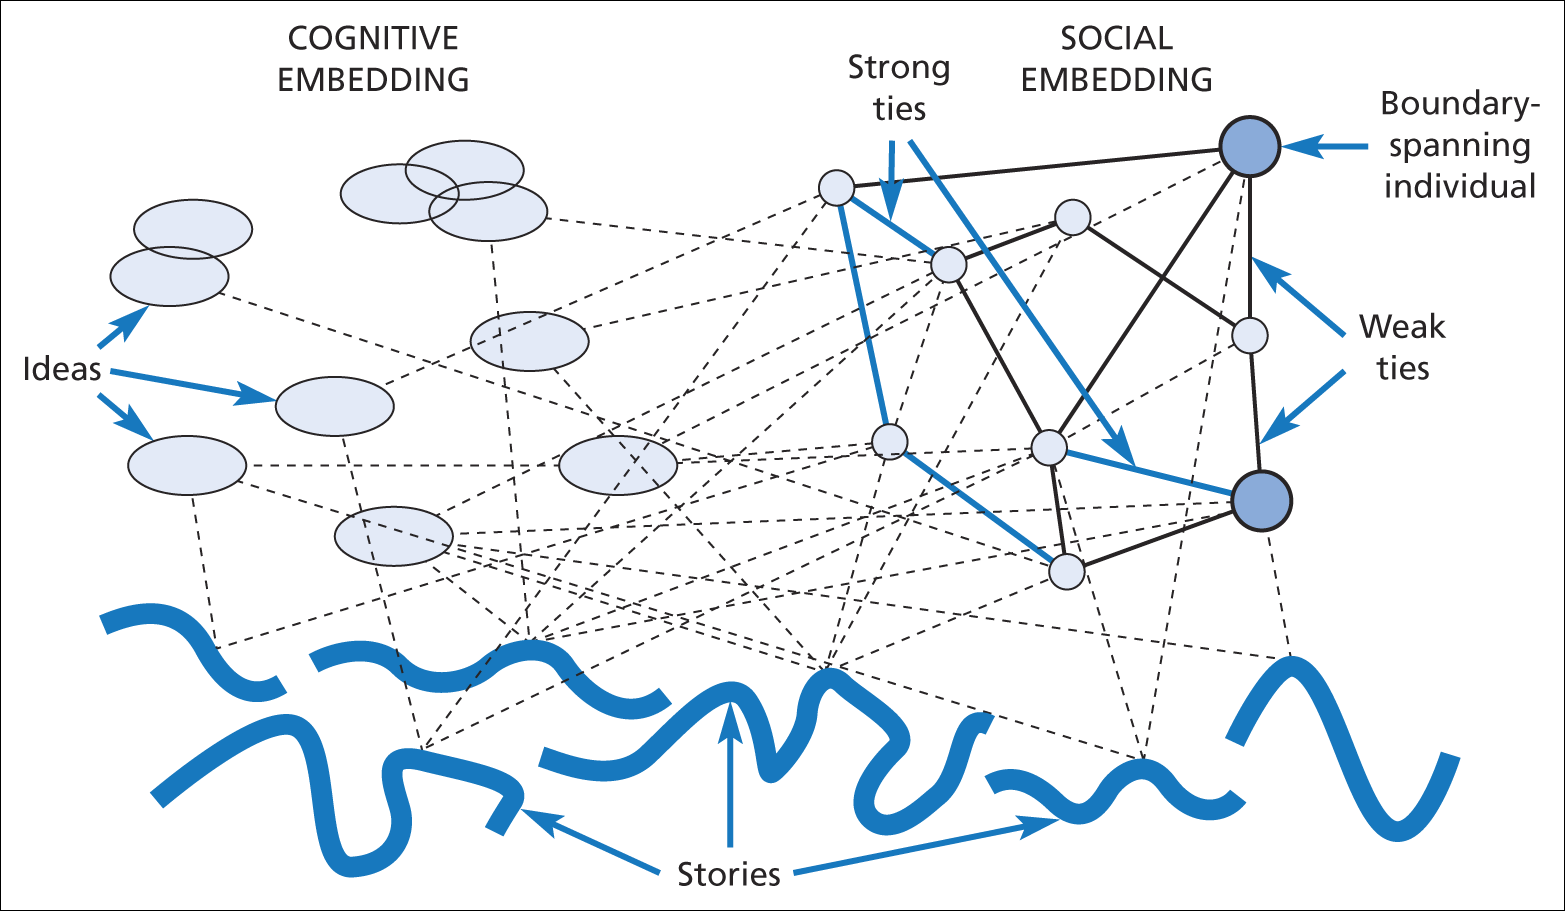 COGNITIVE
EMBEDDING
Strong
ties
SOCIAL
EMBEDDING
Boundary-
spanning
individual
Weak
ties
Ideas
Stories